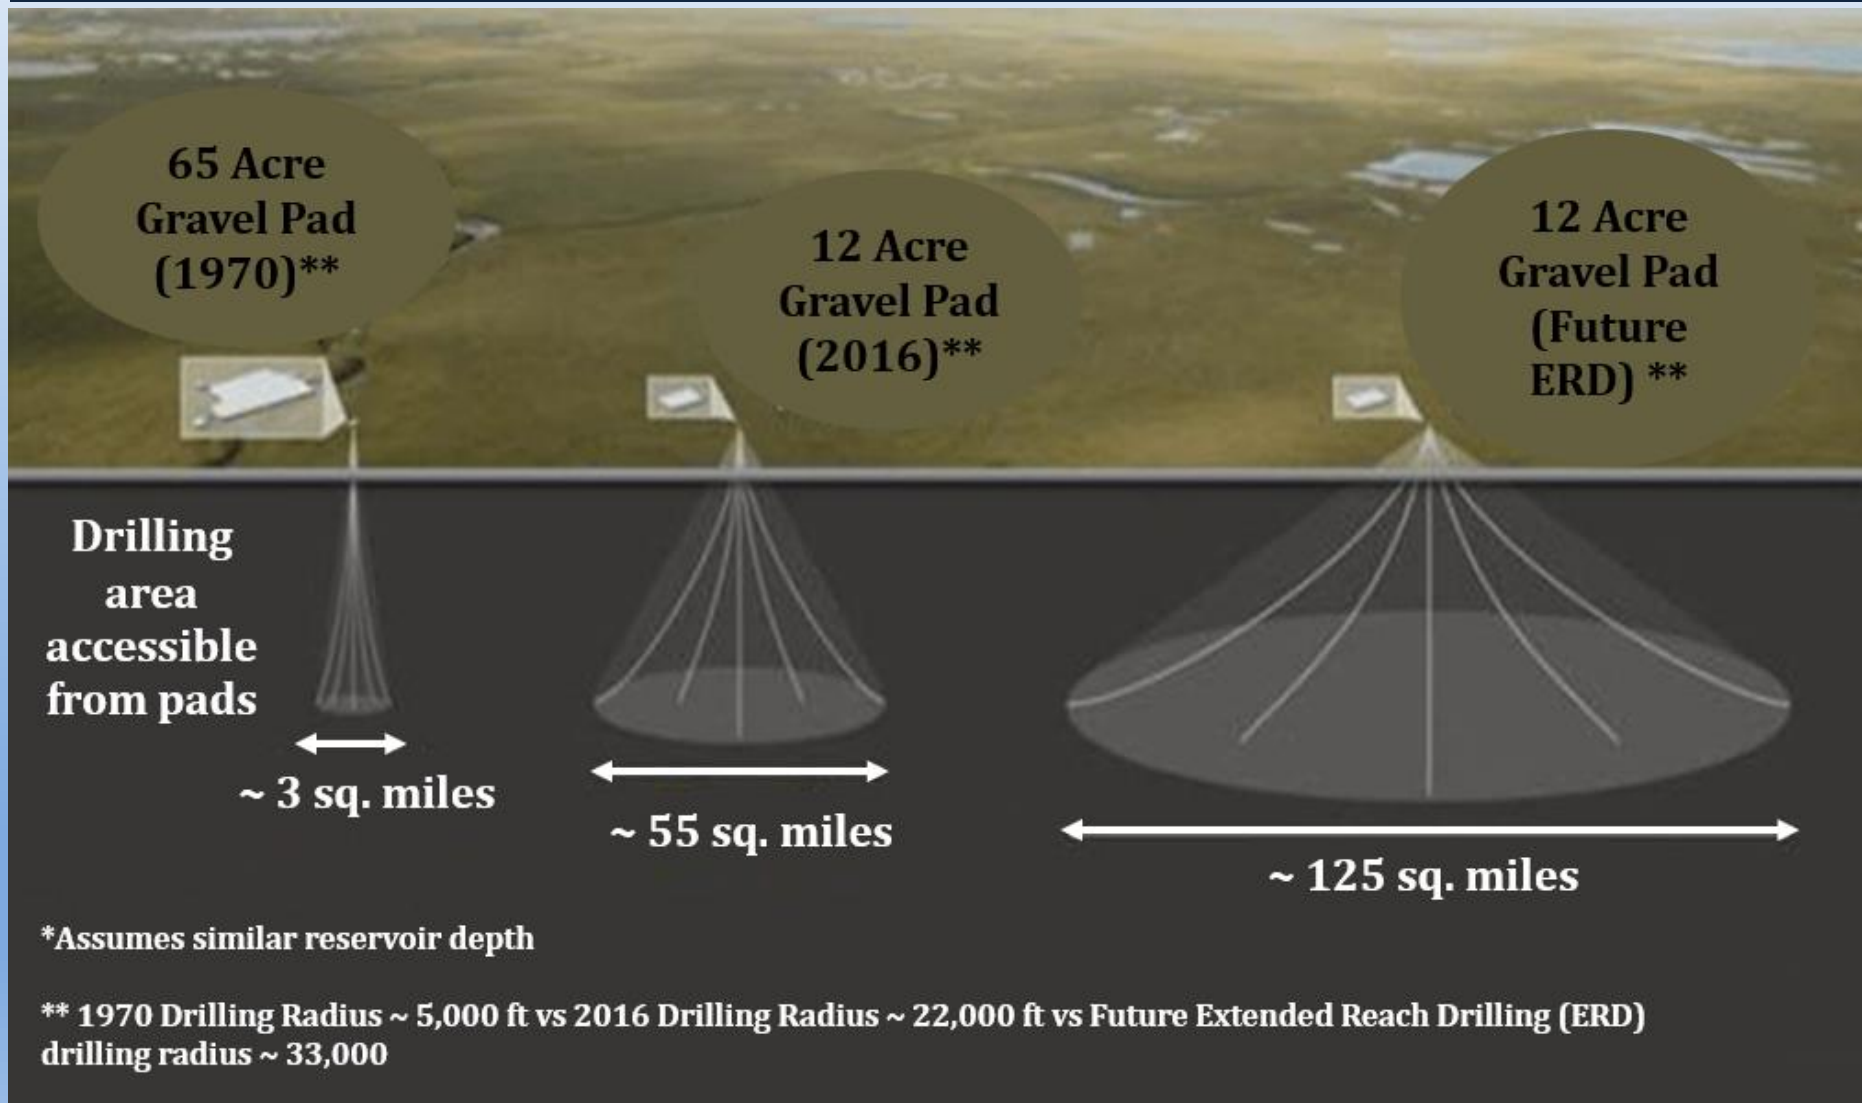 65 Acre
Gravel Pad
(1970)**
12 Acre
Gravel Pad
(2016)**
12 Acre
Gravel Pad
(Future
ERD) **
Drilling
area
accessible
from pads
~ 3 sq. miles
~ 55 sq. miles
~ 125 sq. miles
*Assumes similar reservoir depth
** 1970 Drilling Radius ~ 5,000 ft vs 2016 Drilling Radius ~ 22,000 ft vs Future Extended Reach Drilling (ERD)
drilling radius ~ 33,000